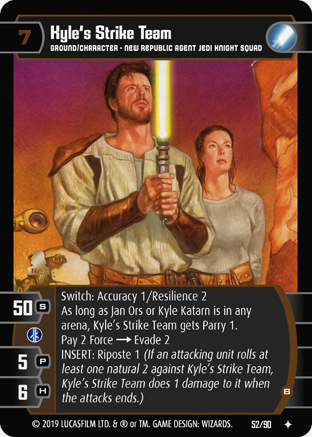 7
Kyle's Strike Team
GROUND/CHARACTER - NEW REPUBLIC AGENT JEDI KNIGHT SQUAD
50 S
5 P
6 H
Switch: Accuracy 1/Resilience 2
As long as Jan Ors or Kyle Katarn is in any
arena, Kyle's Strike Team gets Parry 1.
Pay 2 Force → Evade 2
INSERT: Riposte 1 (If an attacking unit rolls at
least one natural 2 against Kyle's Strike Team,
Kyle's Strike Team does 1 damage to it when
the attacks ends.)
B
© 2019 LUCASFILM LTD. & ® or TM. GAME DESIGN: WIZARDS. 52/90